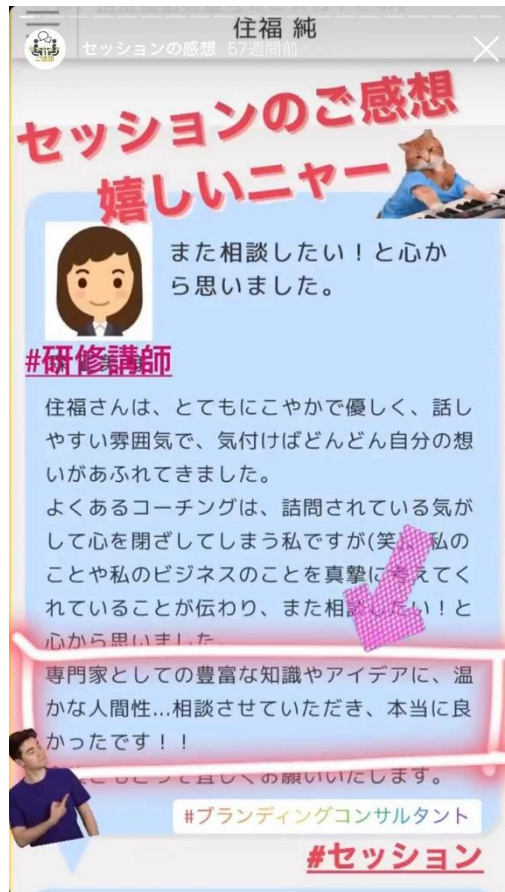 住福 純
セッションの感想 57週間前
セッションのご感想
嬉しいニャー
また相談したい！と心か
ら思いました。
#研修講師
住福さんは、とてもにこやかで優しく、話し
やすい雰囲気で、気付けばどんどん自分の想
いがあふれてきました。
よくあるコーチングは、詰問されている気が
して心を閉ざしてしまう私ですが(笑)、私の
ことや私のビジネスのことを真摯に考えてく
れていることが伝わり、また相談したい！と
心から思いました。
専門家としての豊富な知識やアイデアに、温
かな人間性...相談させていただき、本当に良
かったです！！
宜しくお願いいたします。
#ブランディングコンサルタント
#セッション